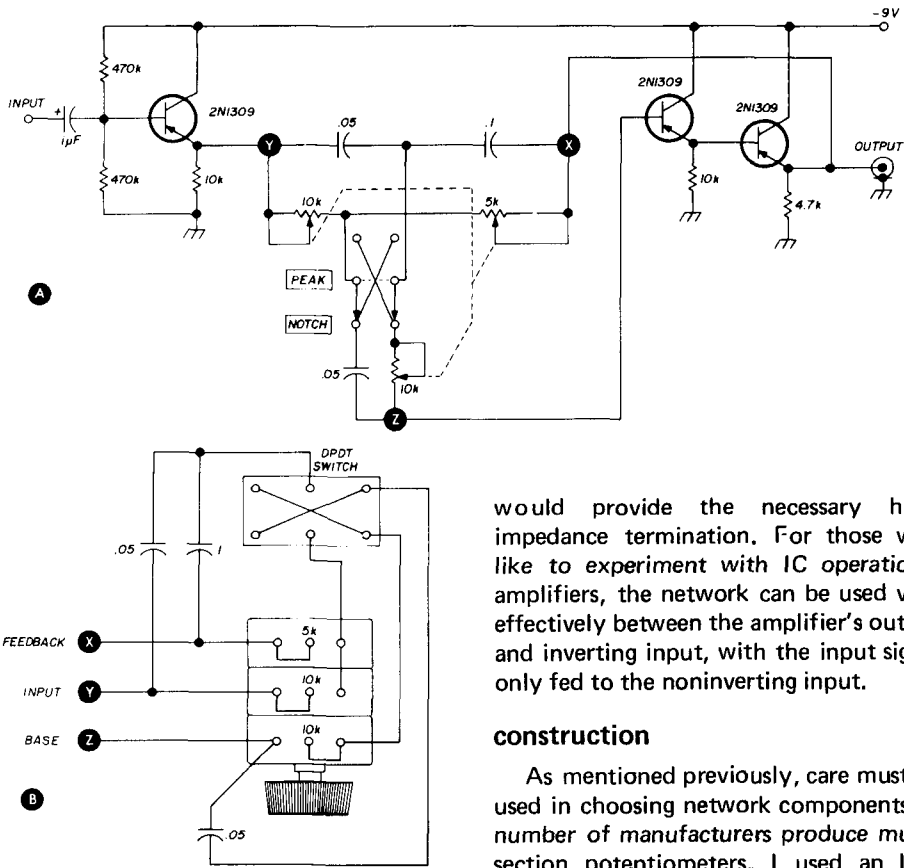 -9V
470k
INPUT
+
1µF
2N1309
470k
10k
Y
.05
.1
X
10k
5k
PEAK
NOTCH
.05
10k
Z
2N1309
2N1309
OUTPUT
10k
4.7k
A
DPDT
SWITCH
.05
.1
FEEDBACK X
5k
INPUT Y
10k
BASE Z
10k
B
.05
would provide the necessary h
impedance termination. For those w
like to experiment with IC operatio
amplifiers, the network can be used v
effectively between the amplifier's out
and inverting input, with the input sig
only fed to the noninverting input.
construction
As mentioned previously, care must
used in choosing network components
number of manufacturers produce mu
section potentiometers. I used an